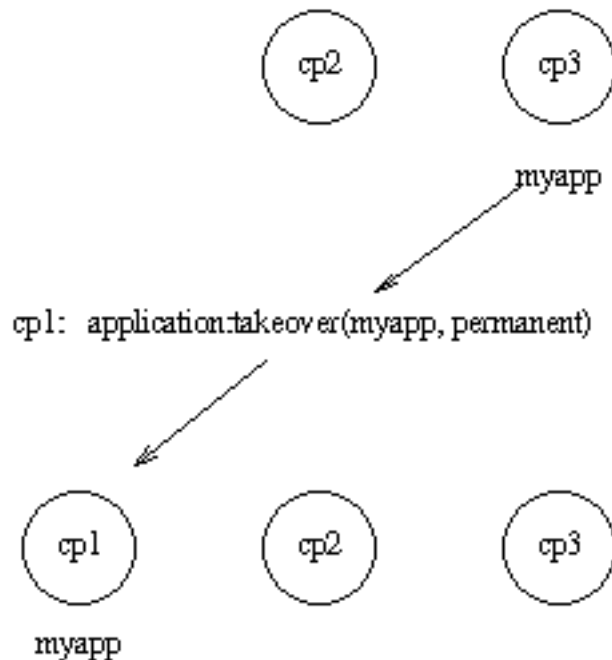 cp2 cp3
myapp
cp1: application:takeover(myapp, permanent)
cp1 cp2 cp3
myapp